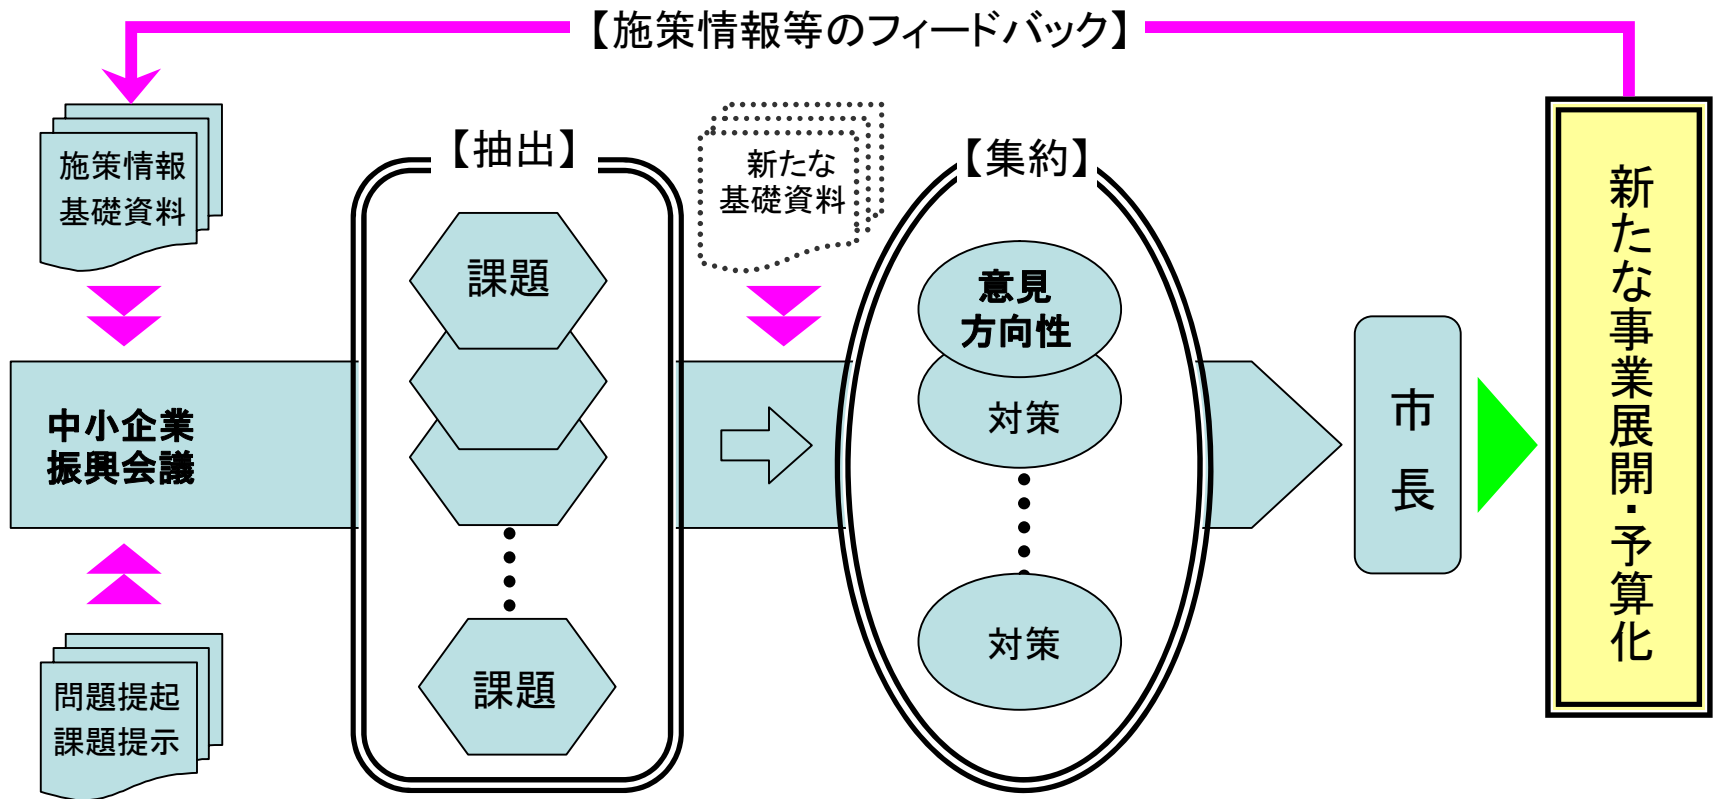 【施策情報等のフィードバック】
施策情報
基礎資料
【抽出】
新たな
基礎資料
【集約】
課題
意見
方向性
対策
中小企業
振興会議
市長
新たな事業展開・予算化
課題
対策
問題提起
課題提示